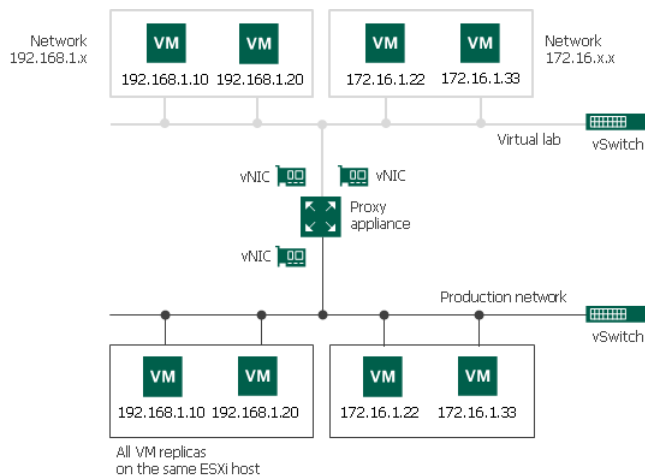 Network
192.168.1.x
VM
VM
VM
VM
192.168.1.10
192.168.1.20
172.16.1.22
172.16.1.33
Network
172.16.x.x
Virtual lab
vSwitch
vNIC
vNIC
Proxy
appliance
vNIC
Production network
vSwitch
VM
VM
VM
VM
192.168.1.10
192.168.1.20
172.16.1.22
172.16.1.33
All VM replicas
on the same ESXi host